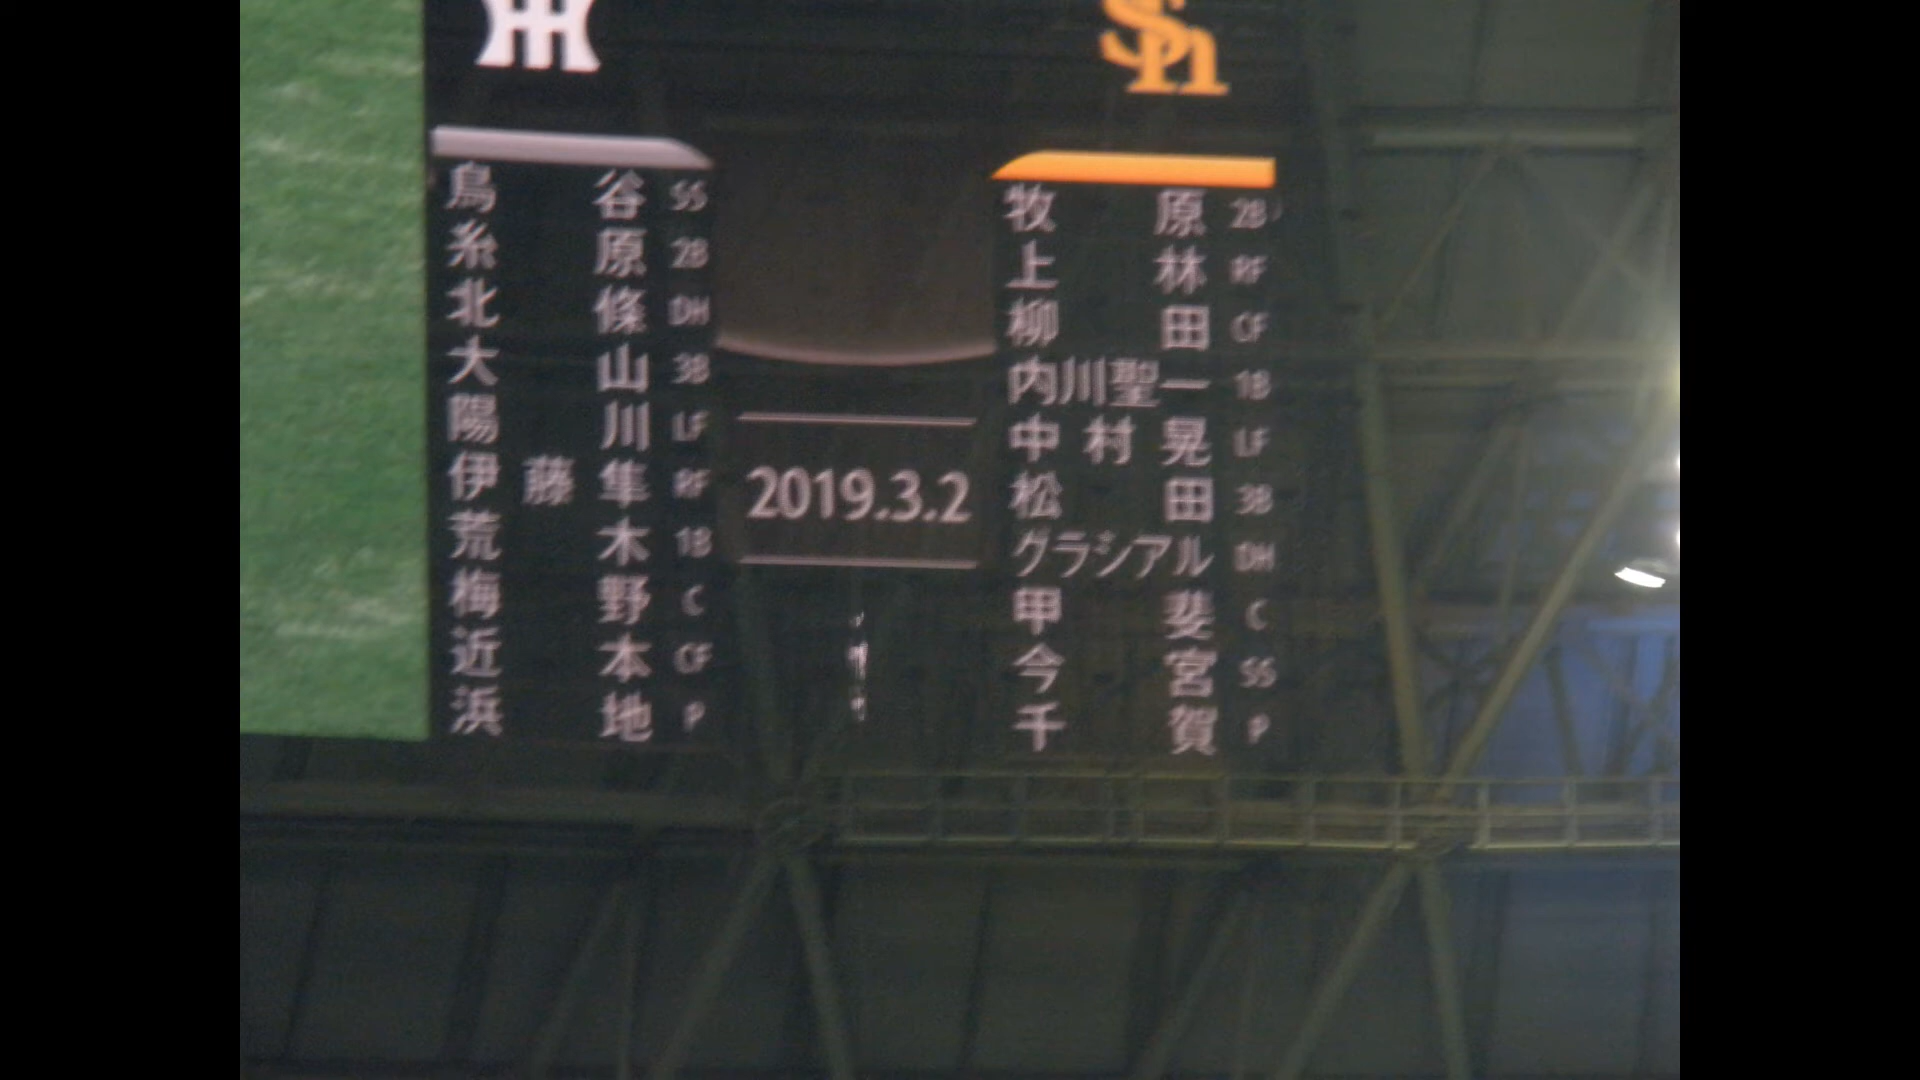 鳥谷 SS
糸原 2B
北條 DH
大山 3B
陽川 LF
伊藤隼 RF
荒木 1B
梅野 C
近本 CF
浜地 P
2019.3.2
Sh
牧原 2B
上林 RF
柳田 CF
内川聖一 1B
中村晃 LF
松田 3B
グラシアル DH
甲斐 C
今宮 SS
千賀 P